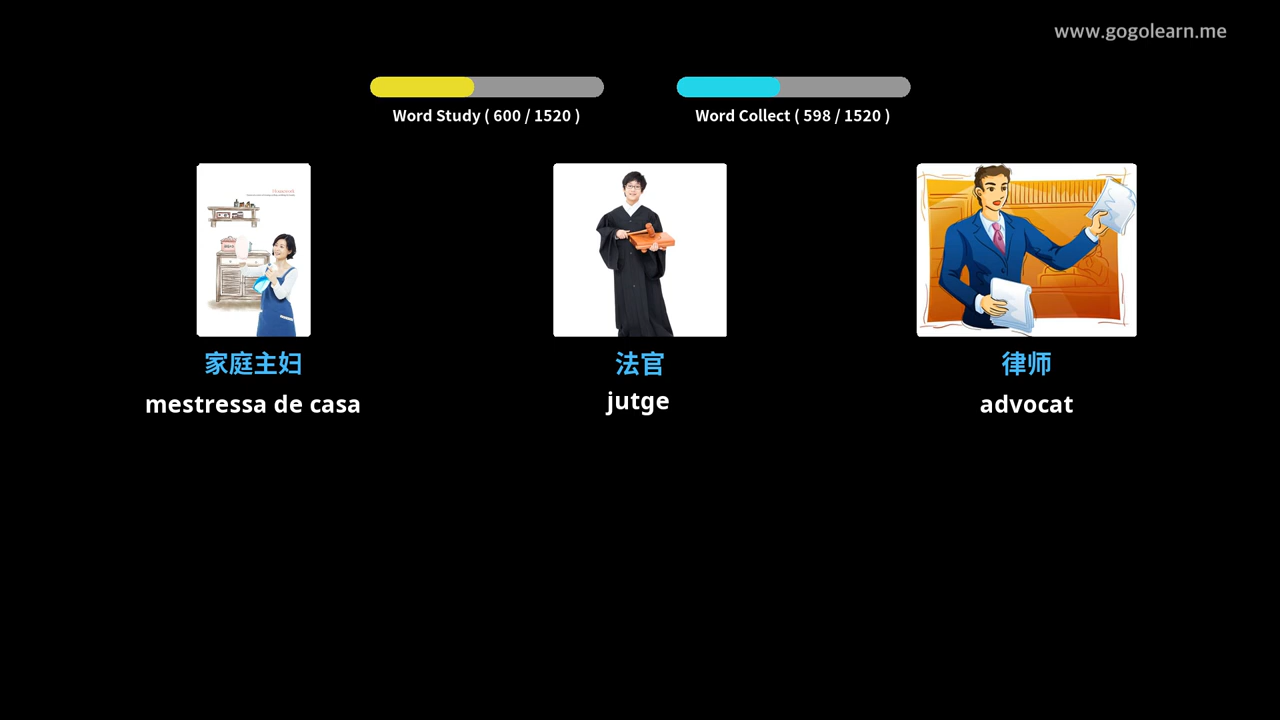 www.gogolearn.me
Word Study ( 600 / 1520 )
Word Collect ( 598 / 1520 )
家庭主妇
法官
律师
mestressa de casa
jutge
advocat